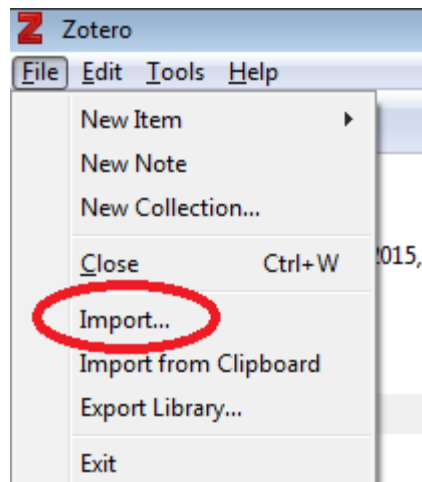 Z Zotero
File Edit Tools Help
New Item
New Note
New Collection...
Close Ctrl+W
2015,
Import...
Import from Clipboard
Export Library...
Exit